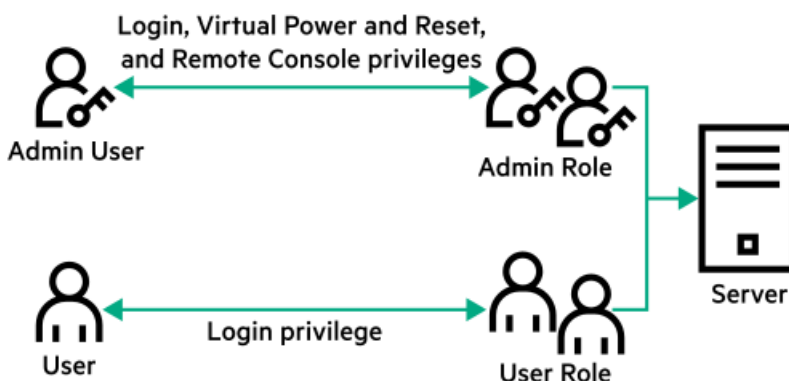 Login, Virtual Power and Reset,
and Remote Console privileges
Admin User
Admin Role
Server
Login privilege
User
User Role